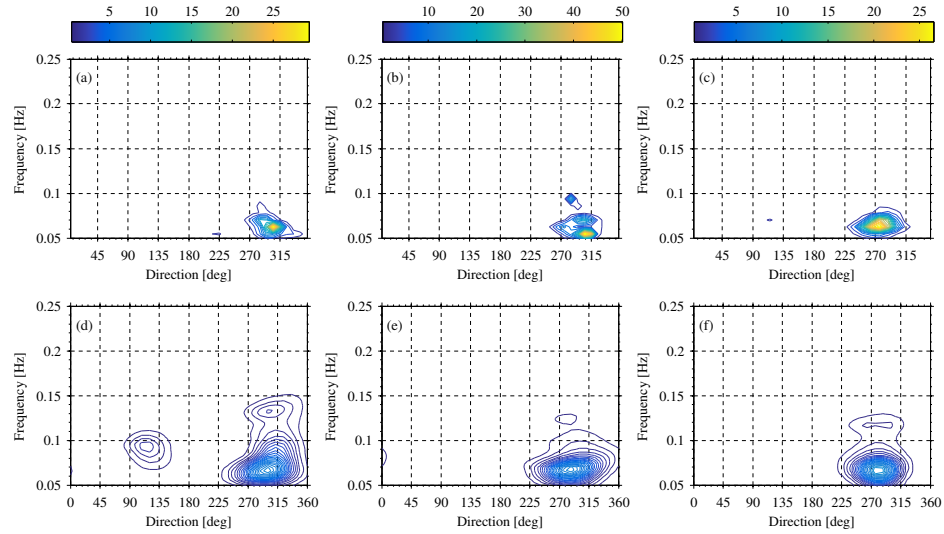 5 10 15 20 25
10 20 30 40 50
5 10 15 20 25
(a)
Frequency [Hz]
0.25
0.2
0.15
0.1
0.05
45 90 135 180 225 270 315
Direction [deg]
(b)
Frequency [Hz]
0.25
0.2
0.15
0.1
0.05
45 90 135 180 225 270 315
Direction [deg]
(c)
Frequency [Hz]
0.25
0.2
0.15
0.1
0.05
45 90 135 180 225 270 315
Direction [deg]
(d)
Frequency [Hz]
0.25
0.2
0.15
0.1
0.05
0 45 90 135 180 225 270 315 360
Direction [deg]
(e)
Frequency [Hz]
0.25
0.2
0.15
0.1
0.05
0 45 90 135 180 225 270 315 360
Direction [deg]
(f)
Frequency [Hz]
0.25
0.2
0.15
0.1
0.05
0 45 90 135 180 225 270 315 360
Direction [deg]